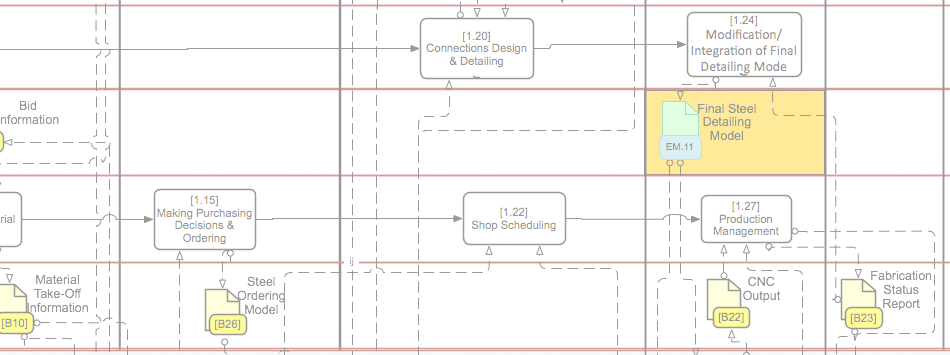 [1.20]
Connections Design
& Detailing
[1.24]
Modification/
Integration of Final
Detailing Mode
Bid
nformation
Final Steel
Detailing
Model
EM.11
rial
[1.15]
Making Purchasing
Decisions &
Ordering
[1.22]
Shop Scheduling
[1.27]
Production
Management
Material
Take-Off
Information
[B10]
Steel
Ordering
Model
[B26]
CNC
Output
[B22]
Fabrication
Status
Report
[B23]